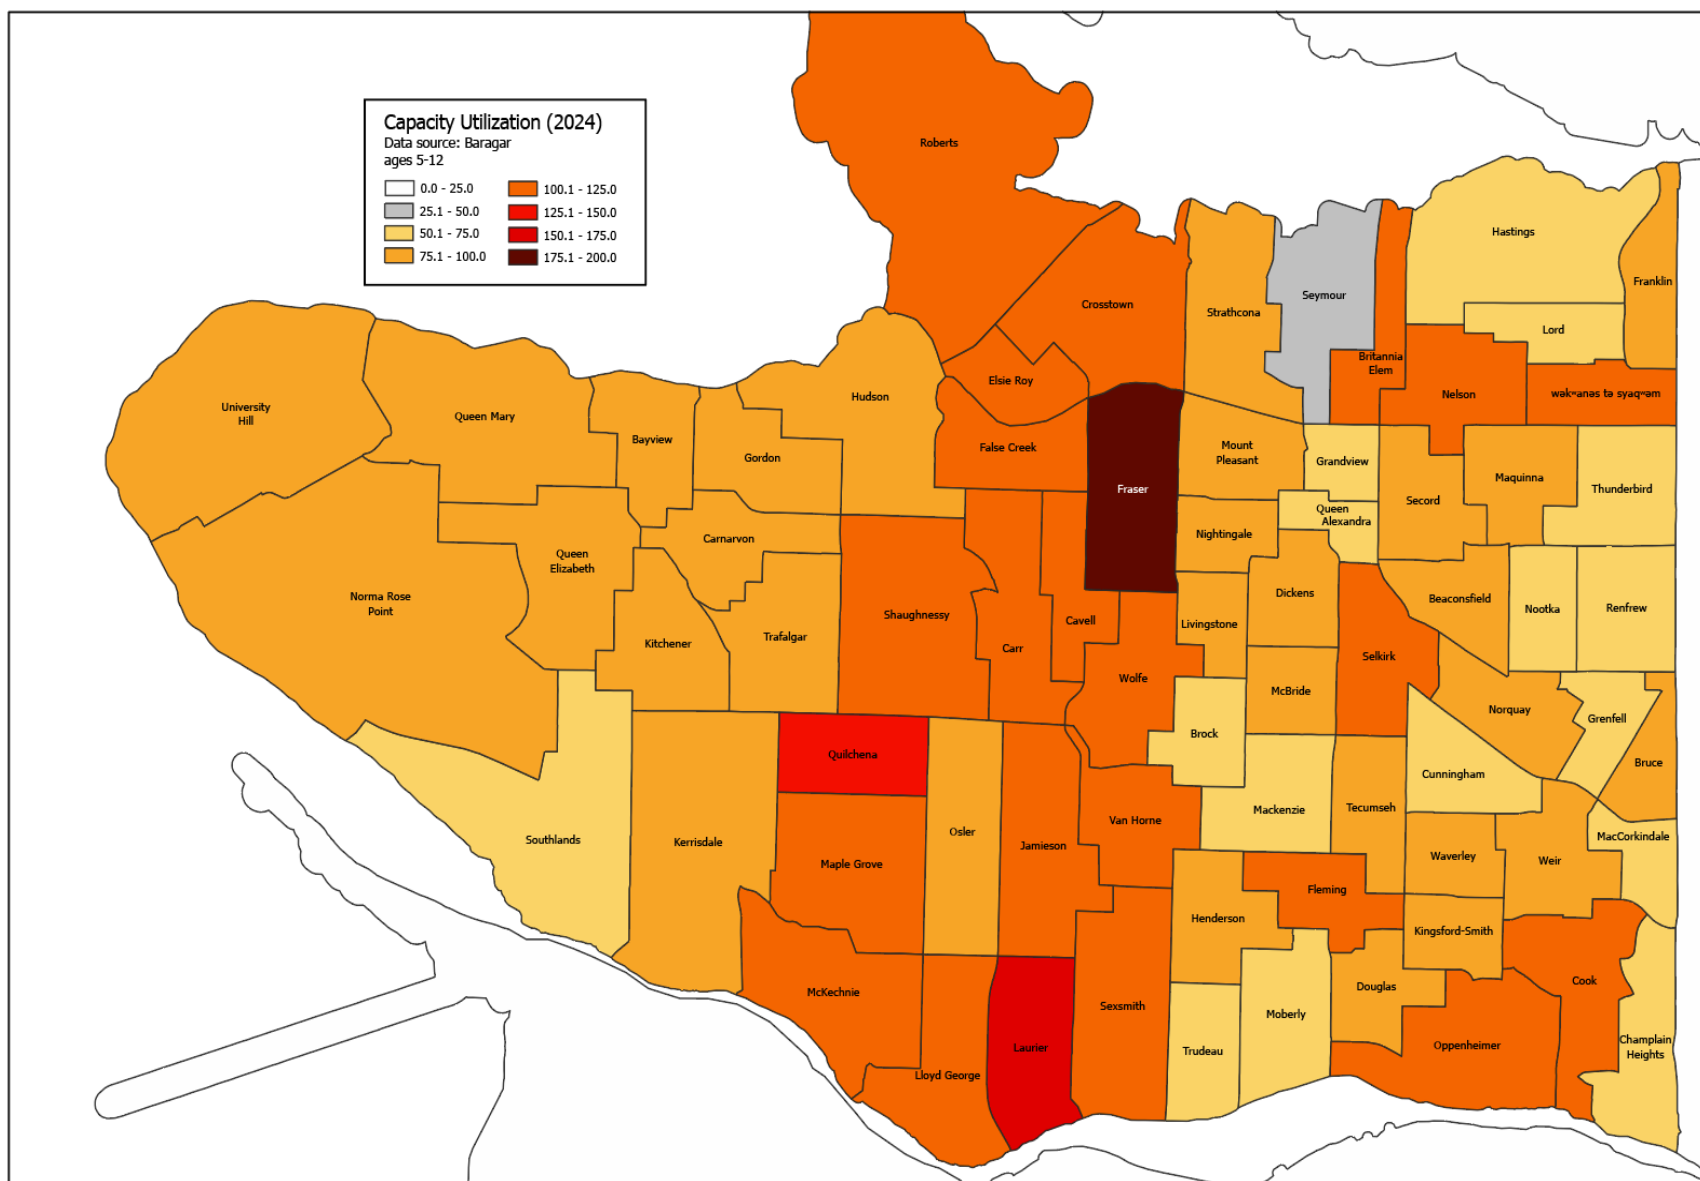 Capacity Utilization (2024)
Data source: Baragar
ages 5-12
0.0 - 25.0
25.1 - 50.0
50.1 - 75.0
75.1 - 100.0
100.1 - 125.0
125.1 - 150.0
150.1 - 175.0
175.1 - 200.0
Roberts
Hastings
Franklin
Seymour
Crosstown
Strathcona
Lord
Britannia
Elem
Elsie Roy
Nelson
wək̓ʷanəs tə syaqʷəm
Hudson
University
Hill
Queen Mary
Bayview
Gordon
False Creek
Mount
Pleasant
Grandview
Fraser
Maquinna
Thunderbird
Secord
Queen
Alexandra
Nightingale
Carnarvon
Queen
Elizabeth
Norma Rose
Point
Dickens
Beaconsfield
Nootka
Renfrew
Shaughnessy
Cavell
Livingstone
Kitchener
Trafalgar
Carr
Selkirk
Wolfe
McBride
Norquay
Grenfell
Brock
Quilchena
Bruce
Cunningham
Mackenzie
Tecumseh
Van Horne
Osler
MacCorkindale
Southlands
Kerrisdale
Jamieson
Maple Grove
Waverley
Weir
Fleming
Henderson
Kingsford-Smith
Cook
Douglas
McKechnie
Sexsmith
Moberly
Champlain
Heights
Laurier
Trudeau
Oppenheimer
Lloyd George